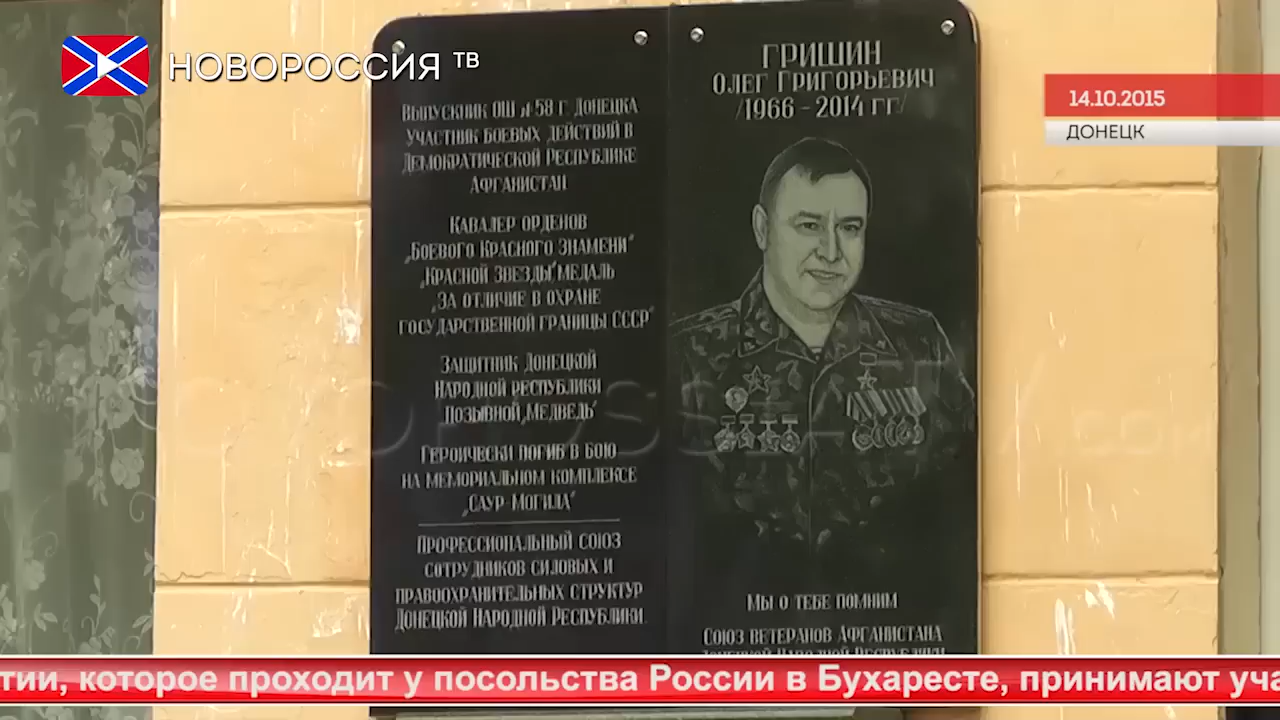 НОВОРОССИЯ ТВ
14.10.2015
ДОНЕЦК
Выпускник ОШ № 58 г. Донецка
участник боевых действий в
Демократической Республике
Афганистан
Кавалер орденов
„Боевого Красного Знамени"
„Красной Звезды", медаль
„За отличие в охране
государственной границы СССР"
Защитник Донецкой
Народной республики
позывной „Медведь"
Героически погиб в бою
на мемориальном комплексе
„Саур-Могила"
Профессиональный союз
сотрудников силовых и
правоохранительных структур
Донецкой Народной Республики.
ГРИШИН
Олег Григорьевич
/1966 - 2014 гг/
Мы о тебе помним
Союз ветеранов Афганистана
Донецкой Народной Республики
тии, которое проходит у посольства России в Бухаресте, принимают уча